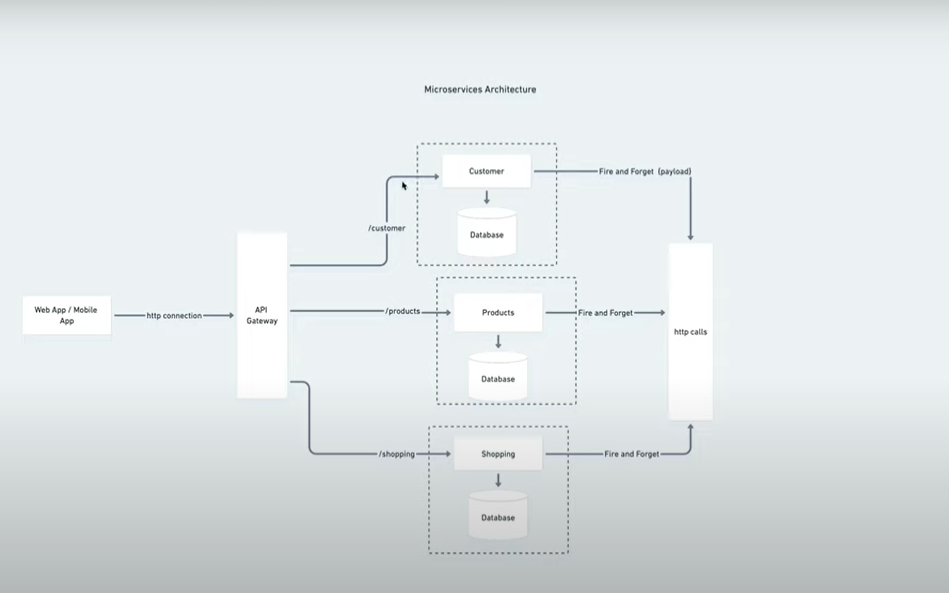 Microservices Architecture
Customer
Fire and Forget (payload)
/customer
Database
Web App / Mobile
App
http connection
API
Gateway
/products
Products
Fire and Forget
http calls
Database
/shopping
Shopping
Fire and Forget
Database